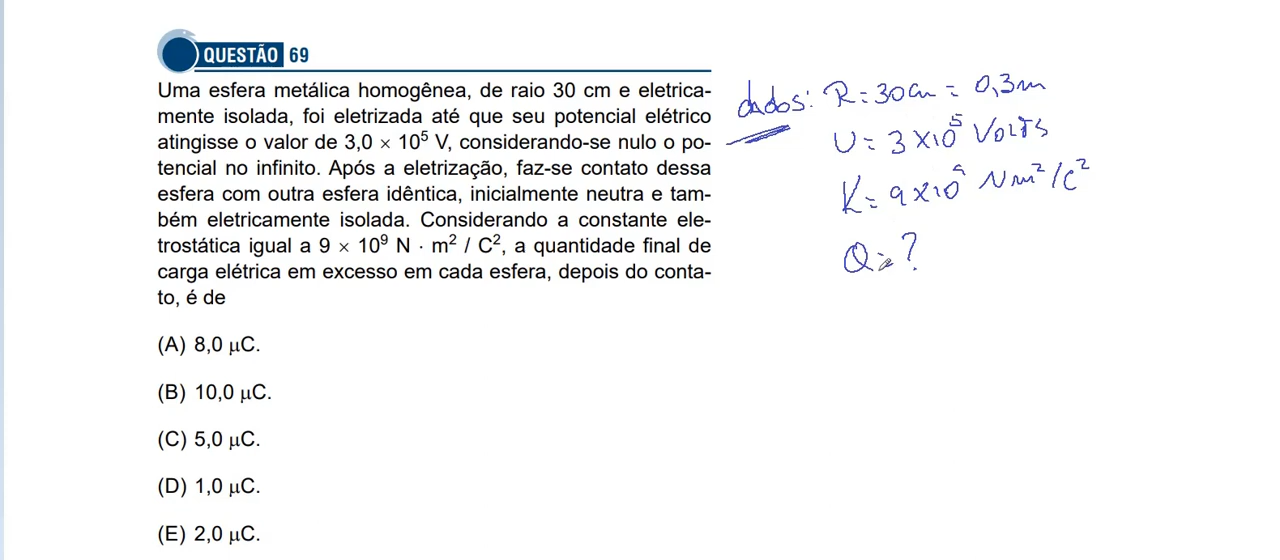 QUESTÃO 69
Uma esfera metálica homogênea, de raio 30 cm e eletrica-
mente isolada, foi eletrizada até que seu potencial elétrico
atingisse o valor de 3,0 × 10⁵ V, considerando-se nulo o po-
tencial no infinito. Após a eletrização, faz-se contato dessa
esfera com outra esfera idêntica, inicialmente neutra e tam-
bém eletricamente isolada. Considerando a constante ele-
trostática igual a 9 × 10⁹ N · m² / C², a quantidade final de
carga elétrica em excesso em cada esfera, depois do conta-
to, é de
(A) 8,0 μC.
(B) 10,0 μC.
(C) 5,0 μC.
(D) 1,0 μC.
(E) 2,0 μC.
dados: R = 30cm = 0,3m
U = 3 x 10⁵ Volts
K = 9 x 10⁹ Nm²/C²
Q = ?